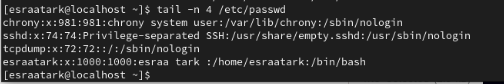 [esraatark@localhost ~]$ tail -n 4 /etc/passwd
chrony:x:981:981:chrony system user:/var/lib/chrony:/sbin/nologin
sshd:x:74:74:Privilege-separated SSH:/usr/share/empty.sshd:/usr/sbin/nologin
tcpdump:x:72:72::/:/sbin/nologin
esraatark:x:1000:1000:esraa tark :/home/esraatark:/bin/bash
[esraatark@localhost ~]$